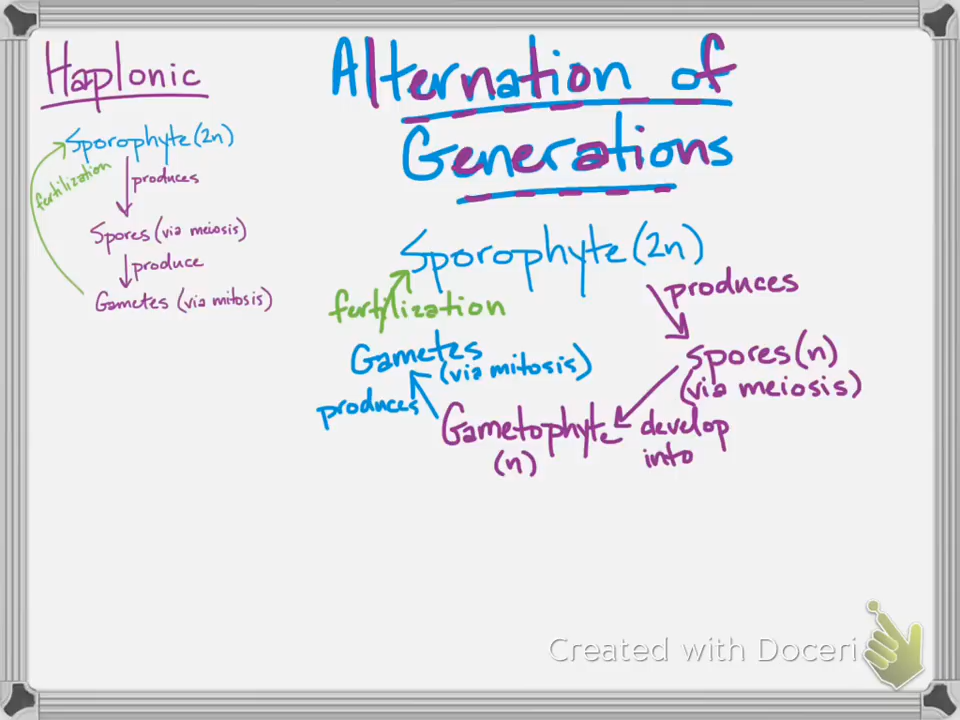 Haplonic
Sporophyte (2n)
fertilization
produces
Spores (via meiosis)
produce
Gametes (via mitosis)
Alternation of
Generations
Sporophyte (2n)
produces
spores (n)
(via meiosis)
develop
into
Gametophyte
(n)
produces
Gametes
(via mitosis)
fertilization
Created with Doceri